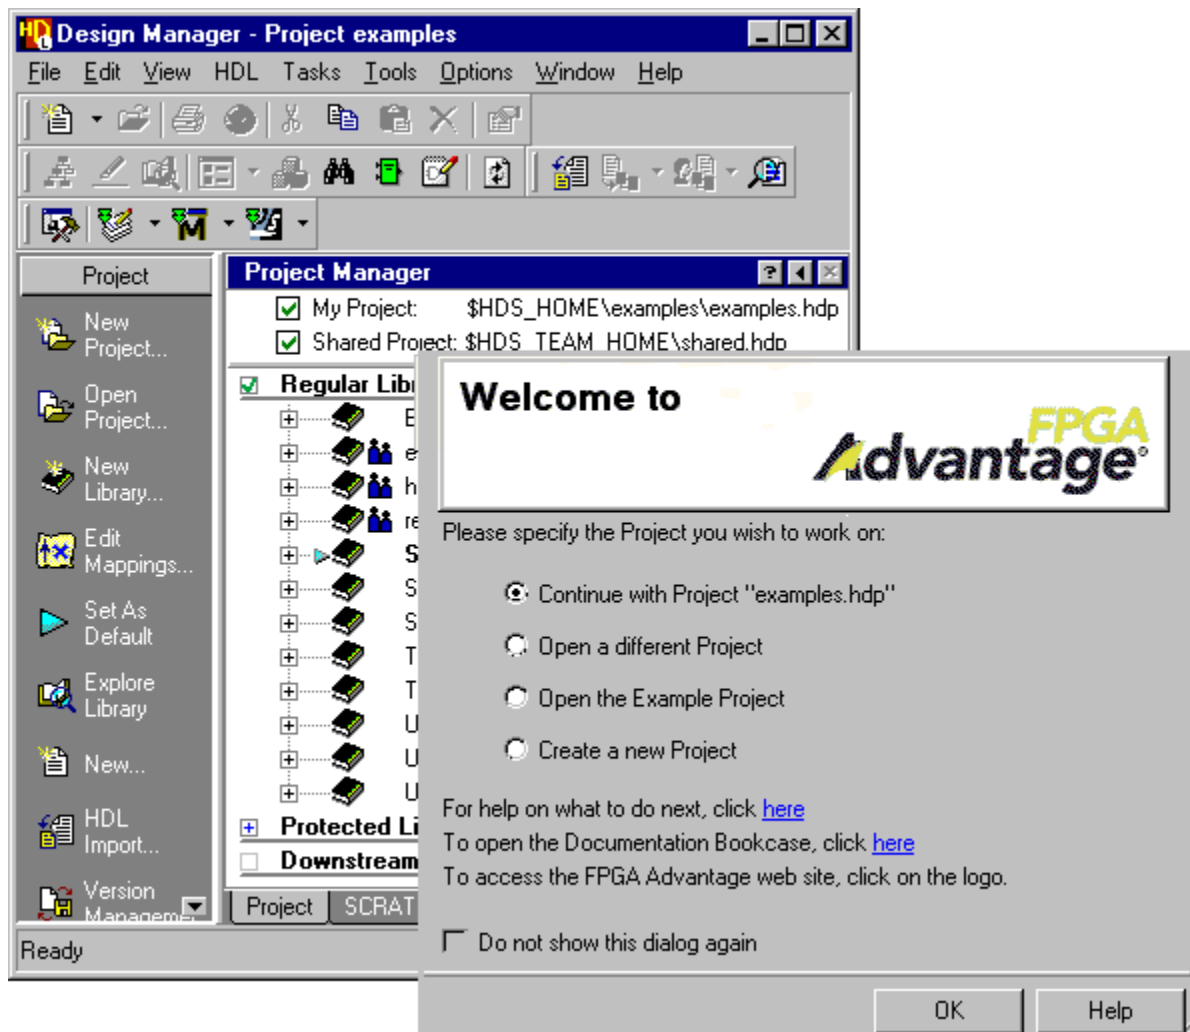 Design Manager - Project examples
File Edit View HDL Tasks Tools Options Window Help
Project
New
Project...
Open
Project...
New
Library...
Edit
Mappings...
Set As
Default
Explore
Library
New...
HDL
Import...
Version
Project Manager
My Project: $HDS_HOME\examples\examples.hdp
Shared Project: $HDS_TEAM_HOME\shared.hdp
Regular
E
e
h
re
S
S
S
T
T
U
U
U
Protected
Downstream
Project SCRAT
Ready
Welcome to
FPGA
Advantage
Please specify the Project you wish to work on:
Continue with Project "examples.hdp"
Open a different Project
Open the Example Project
Create a new Project
For help on what to do next, click here
To open the Documentation Bookcase, click here
To access the FPGA Advantage web site, click on the logo.
Do not show this dialog again
OK Help